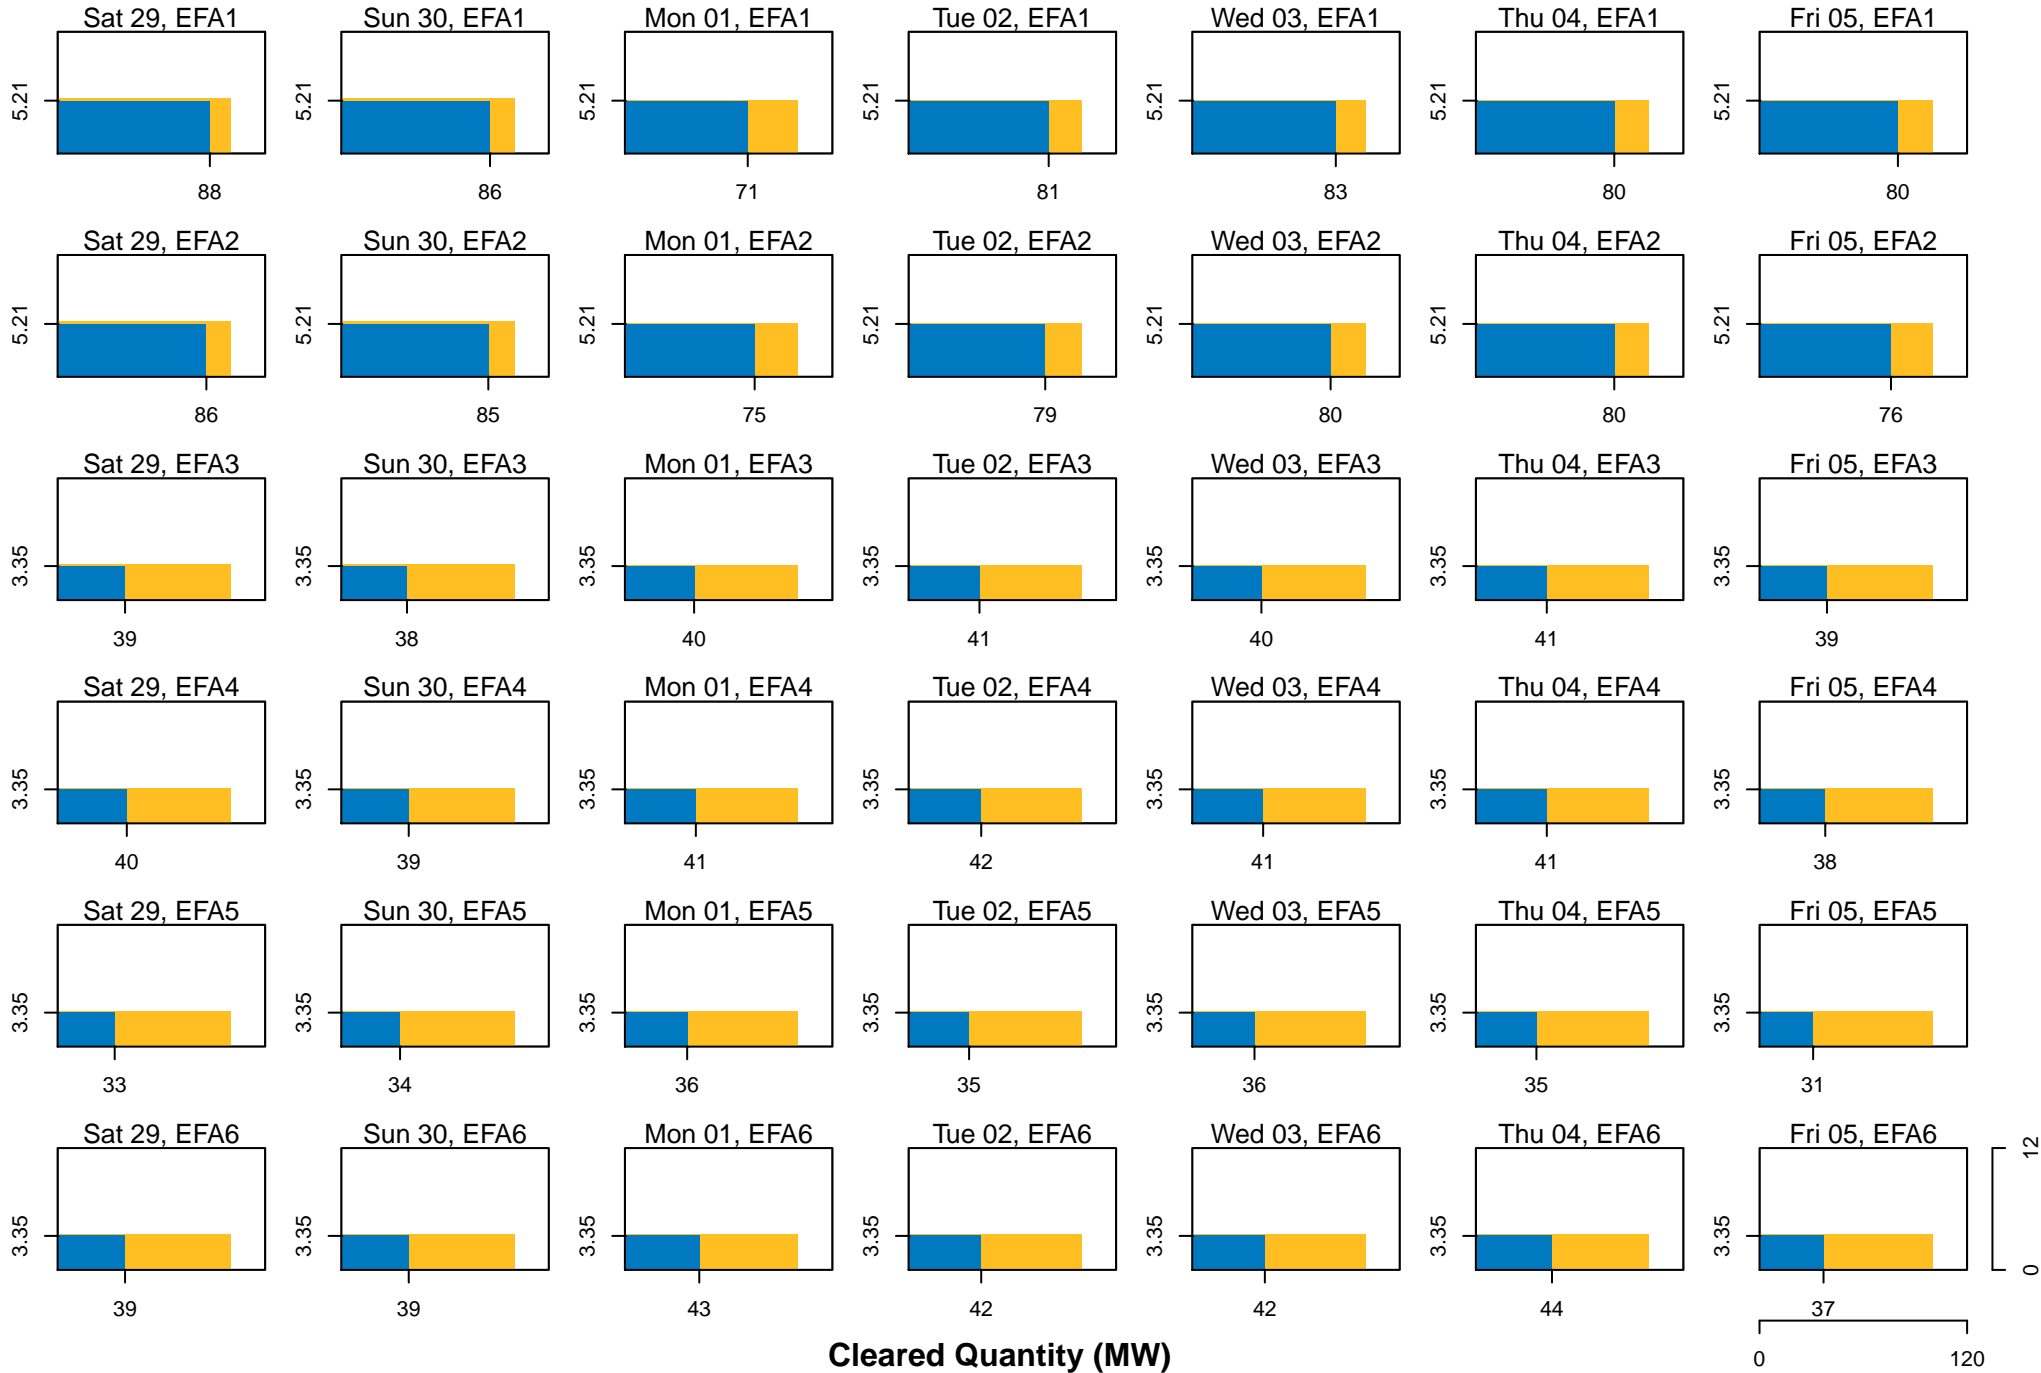 Sat 29, EFA1 Sun 30, EFA1 Mon 01, EFA1 Tue 02, EFA1 Wed 03, EFA1 Thu 04, EFA1 Fri 05, EFA1
5.21 5.21 5.21 5.21 5.21 5.21 5.21
88 86 71 81 83 80 80
Sat 29, EFA2 Sun 30, EFA2 Mon 01, EFA2 Tue 02, EFA2 Wed 03, EFA2 Thu 04, EFA2 Fri 05, EFA2
5.21 5.21 5.21 5.21 5.21 5.21 5.21
86 85 75 79 80 80 76
Sat 29, EFA3 Sun 30, EFA3 Mon 01, EFA3 Tue 02, EFA3 Wed 03, EFA3 Thu 04, EFA3 Fri 05, EFA3
3.35 3.35 3.35 3.35 3.35 3.35 3.35
39 38 40 41 40 41 39
Sat 29, EFA4 Sun 30, EFA4 Mon 01, EFA4 Tue 02, EFA4 Wed 03, EFA4 Thu 04, EFA4 Fri 05, EFA4
3.35 3.35 3.35 3.35 3.35 3.35 3.35
40 39 41 42 41 41 38
Sat 29, EFA5 Sun 30, EFA5 Mon 01, EFA5 Tue 02, EFA5 Wed 03, EFA5 Thu 04, EFA5 Fri 05, EFA5
3.35 3.35 3.35 3.35 3.35 3.35 3.35
33 34 36 35 36 35 31
Sat 29, EFA6 Sun 30, EFA6 Mon 01, EFA6 Tue 02, EFA6 Wed 03, EFA6 Thu 04, EFA6 Fri 05, EFA6
3.35 3.35 3.35 3.35 3.35 3.35 3.35
12
0
39 39 43 42 42 44 37
Cleared Quantity (MW)
0 120